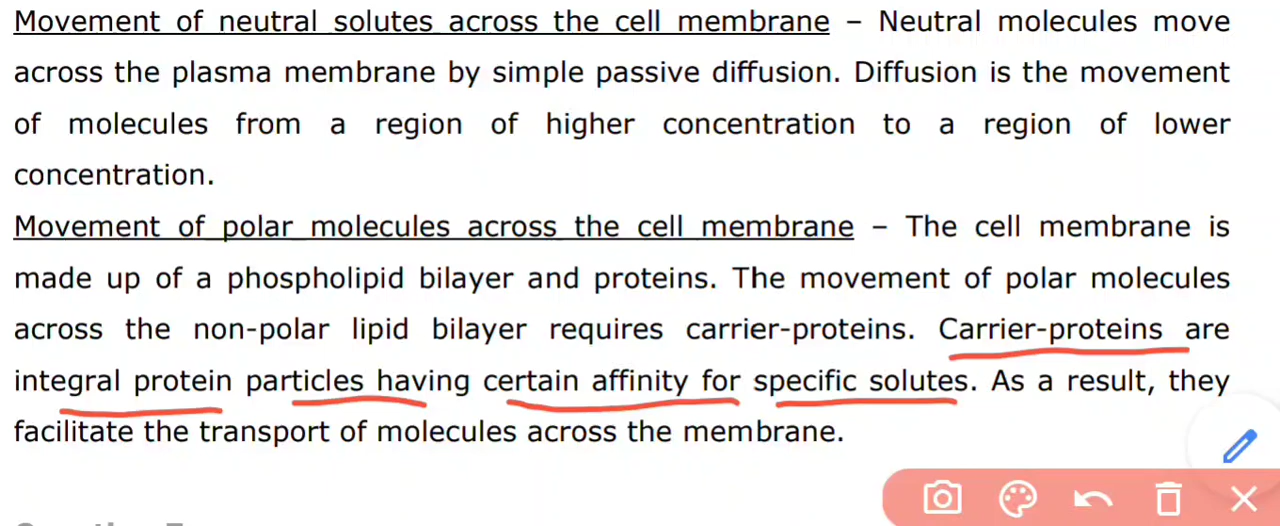 Movement of neutral solutes across the cell membrane – Neutral molecules move
across the plasma membrane by simple passive diffusion. Diffusion is the movement
of molecules from a region of higher concentration to a region of lower
concentration.
Movement of polar molecules across the cell membrane – The cell membrane is
made up of a phospholipid bilayer and proteins. The movement of polar molecules
across the non-polar lipid bilayer requires carrier-proteins. Carrier-proteins are
integral protein particles having certain affinity for specific solutes. As a result, they
facilitate the transport of molecules across the membrane.